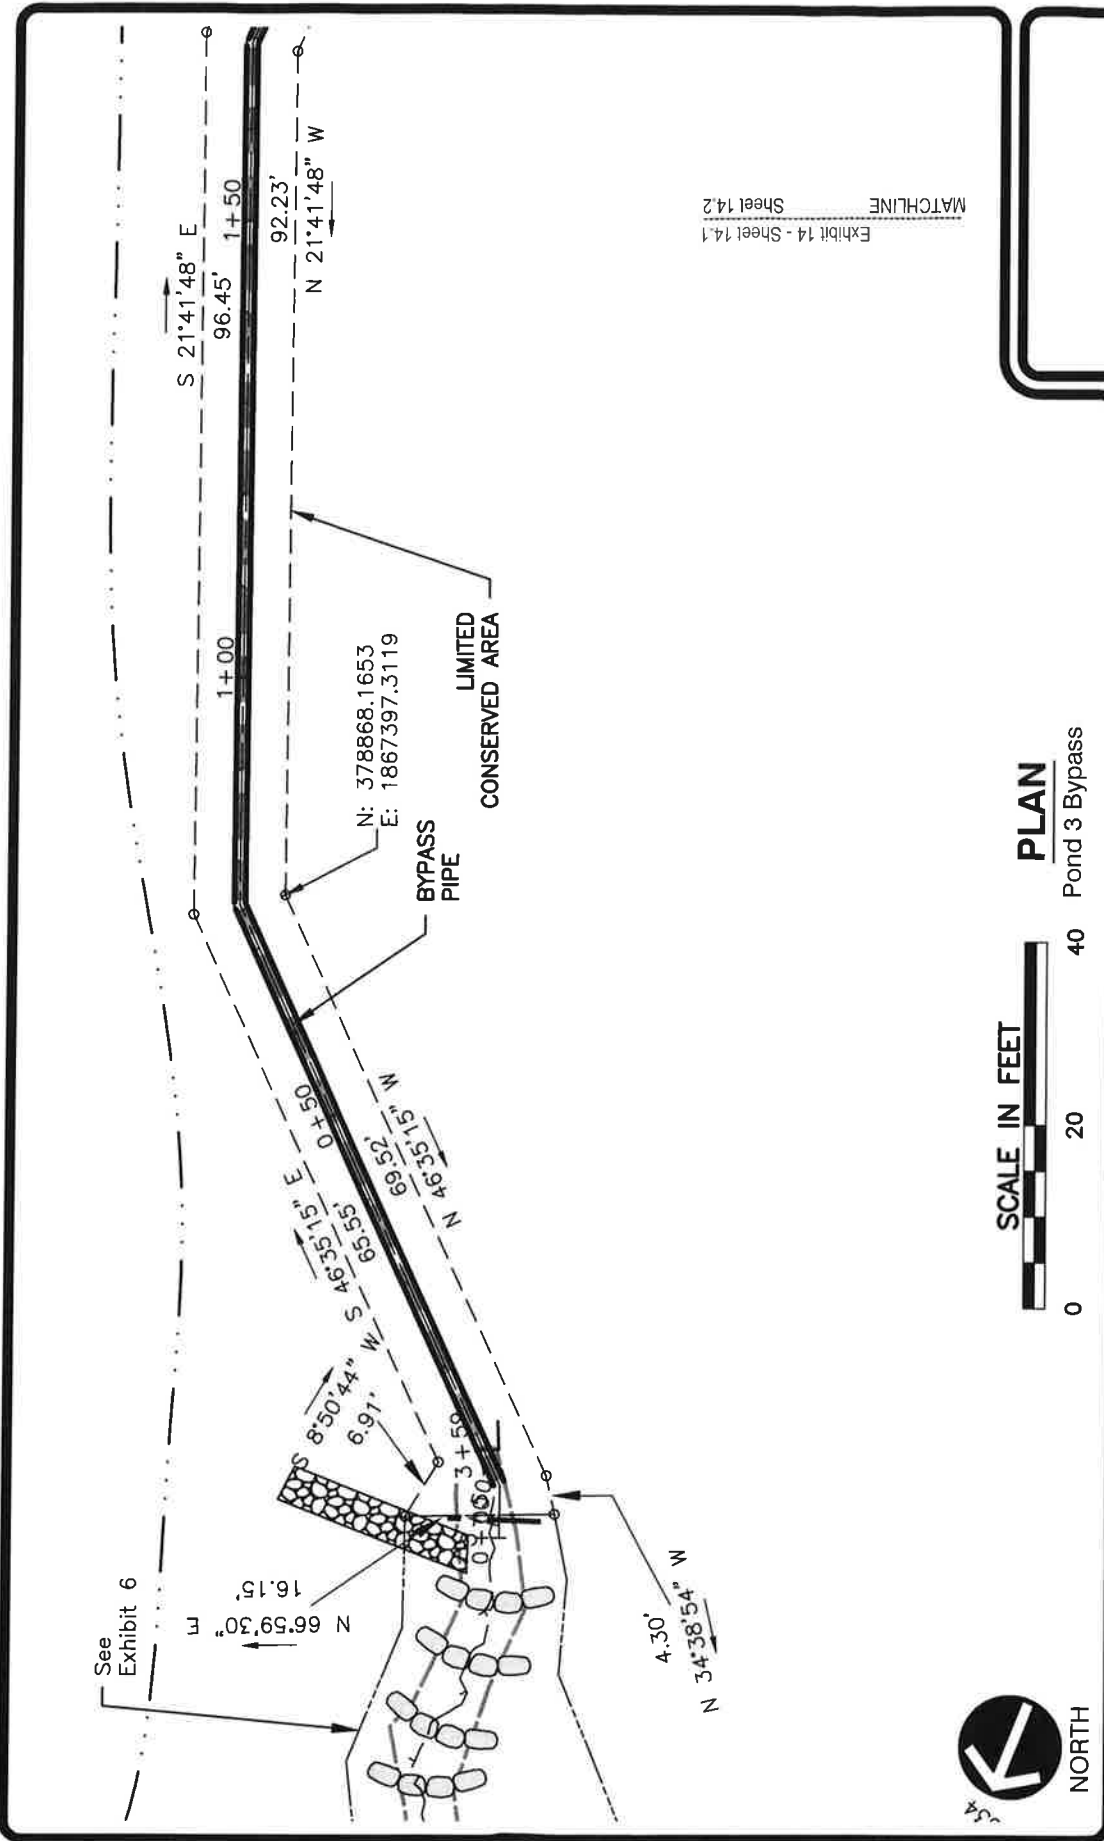 S 21°41'48" E
96.45'
1+50
92.23'
N 21°41'48" W
1+00
N: 378868.1653
E: 1867397.3119
LIMITED
CONSERVED AREA
BYPASS
PIPE
0+50
S 46°35'15" E
65.55'
69.52'
N 46°35'15" W
S 8°50'44" W
6.91'
3+59
See
Exhibit 6
N 66°59'30" E
16.15'
4.30'
N 34°38'54" W
Exhibit 14 - Sheet 14.1
MATCHLINE Sheet 14.2
SCALE IN FEET
0 20 40
PLAN
Pond 3 Bypass
NORTH